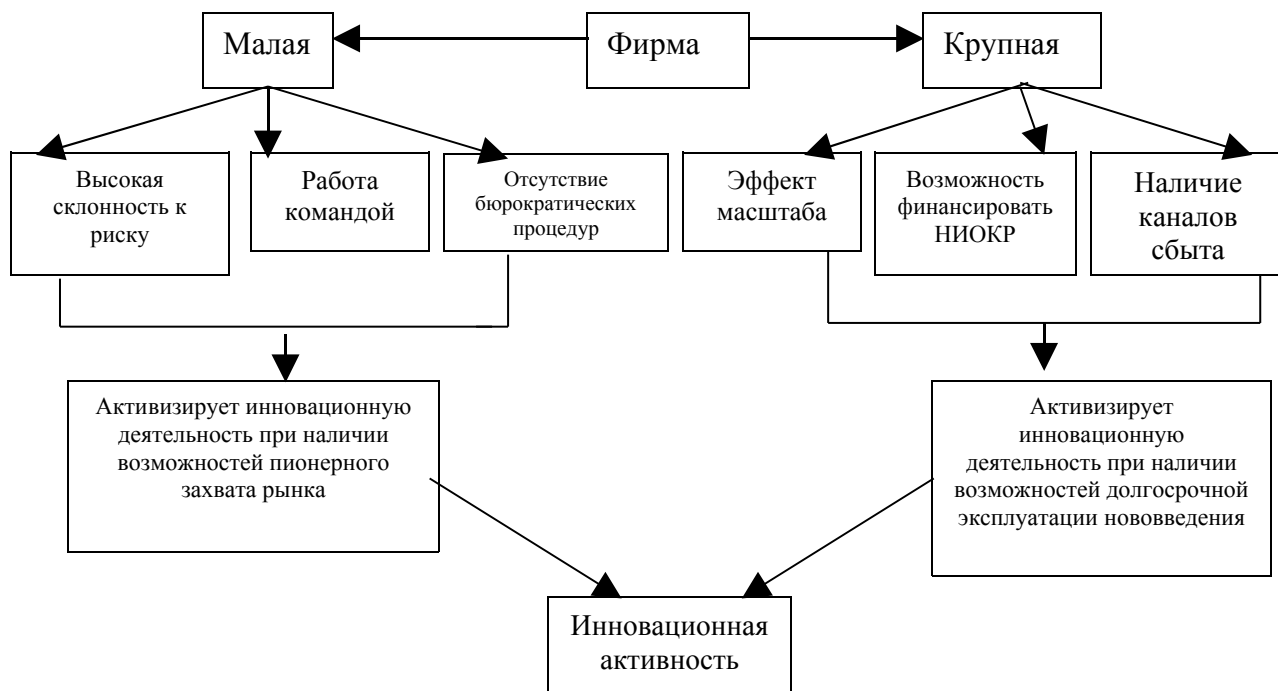 Малая
Фирма
Крупная
Высокая
склонность к
риску
Работа
командой
Отсутствие
бюрократических
процедур
Эффект
масштаба
Возможность
финансировать
НИОКР
Наличие
каналов
сбыта
Активизирует инновационную
деятельность при наличии
возможностей пионерного
захвата рынка
Активизирует
инновационную
деятельность при наличии
возможностей долгосрочной
эксплуатации нововведения
Инновационная
активность